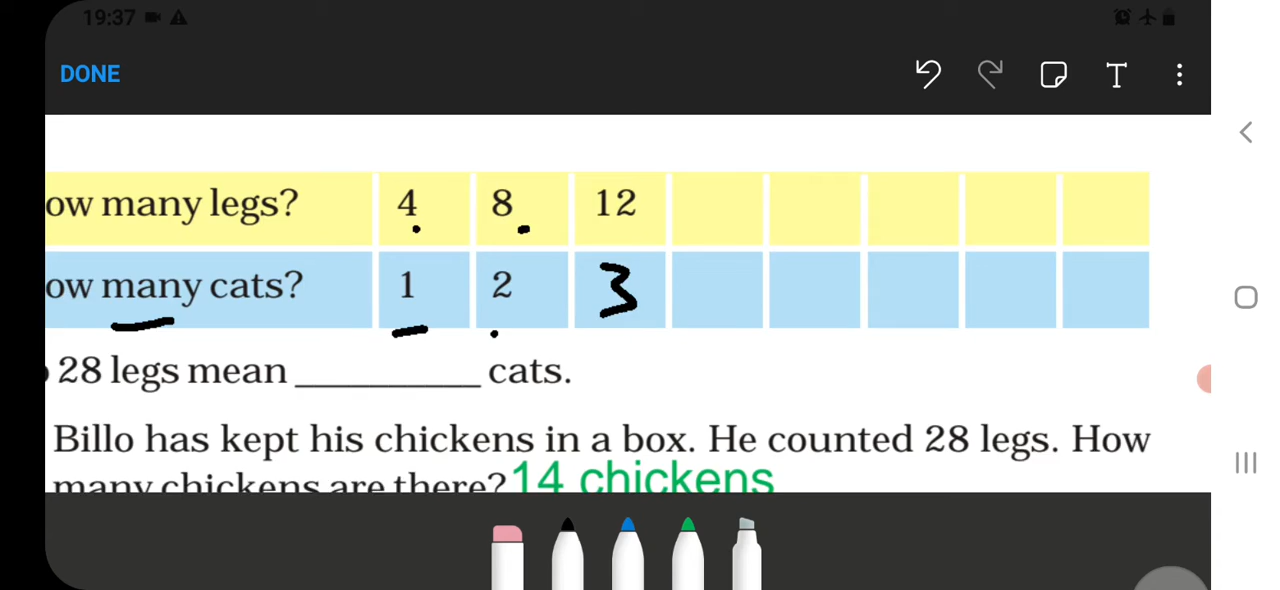 19:37
DONE
T
ow many legs? 4 8 12
ow many cats? 1 2 3
28 legs mean __________ cats.
Billo has kept his chickens in a box. He counted 28 legs. How
many chickens are there? 14 chickens